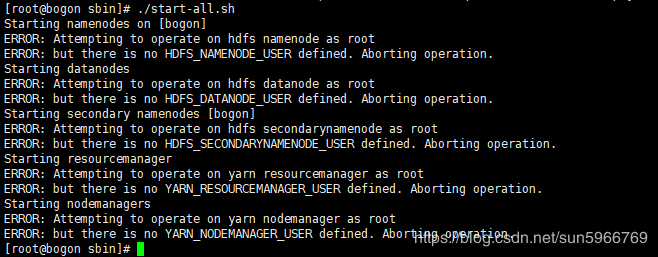 [root@bogon sbin]# ./start-all.sh
Starting namenodes on [bogon]
ERROR: Attempting to operate on hdfs namenode as root
ERROR: but there is no HDFS_NAMENODE_USER defined. Aborting operation.
Starting datanodes
ERROR: Attempting to operate on hdfs datanode as root
ERROR: but there is no HDFS_DATANODE_USER defined. Aborting operation.
Starting secondary namenodes [bogon]
ERROR: Attempting to operate on hdfs secondarynamenode as root
ERROR: but there is no HDFS_SECONDARYNAMENODE_USER defined. Aborting operation.
Starting resourcemanager
ERROR: Attempting to operate on yarn resourcemanager as root
ERROR: but there is no YARN_RESOURCEMANAGER_USER defined. Aborting operation.
Starting nodemanagers
ERROR: Attempting to operate on yarn nodemanager as root
ERROR: but there is no YARN_NODEMANAGER_USER defined. Aborting operation.
https://blog.csdn.net/sun5966769
[root@bogon sbin]#